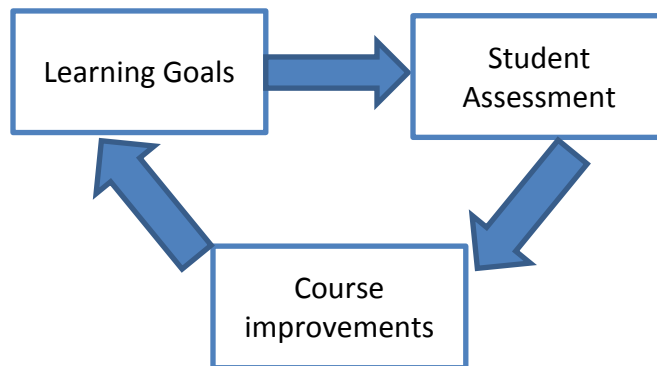 Learning Goals
Student
Assessment
Course
improvements